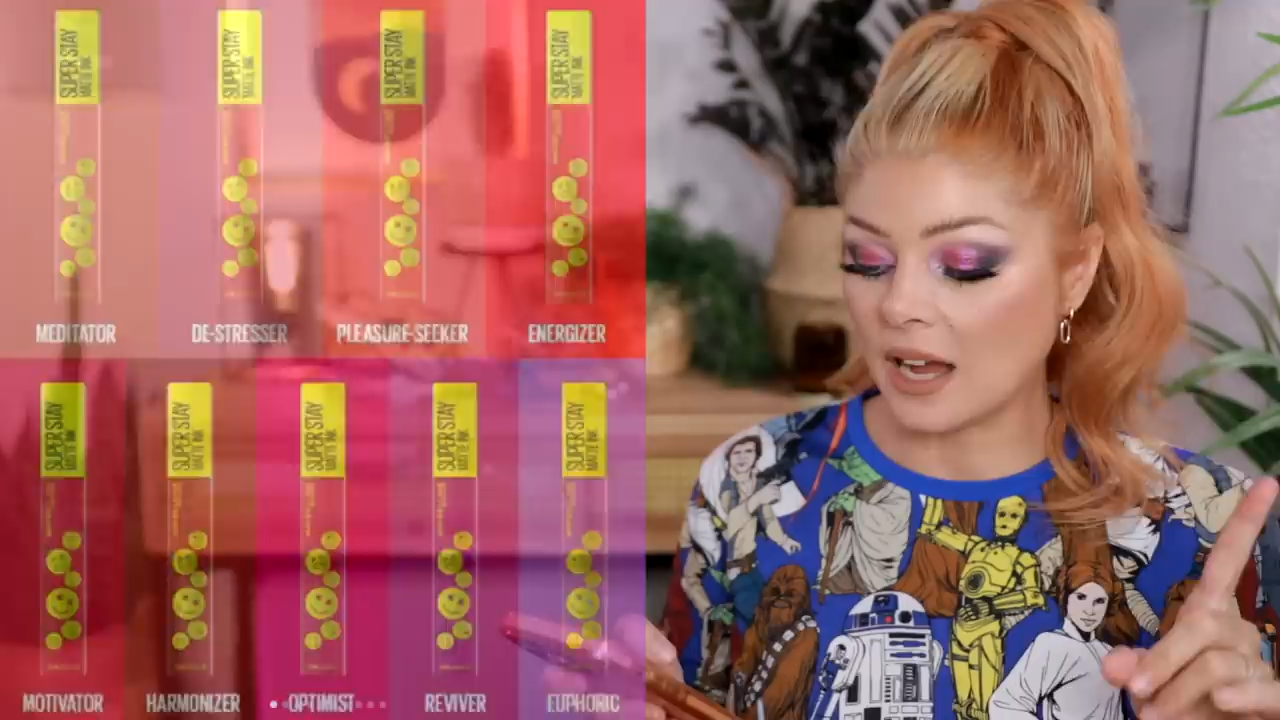 SUPER STAY
MATTE INK
SUPER STAY
MATTE INK
SUPER STAY
MATTE INK
SUPER STAY
MATTE INK
MEDITATOR
DE-STRESSER
PLEASURE-SEEKER
ENERGIZER
SUPER STAY
MATTE INK
SUPER STAY
MATTE INK
SUPER STAY
MATTE INK
SUPER STAY
MATTE INK
SUPER STAY
MATTE INK
MOTIVATOR
HARMONIZER
OPTIMIST
REVIVER
EUPHORIC